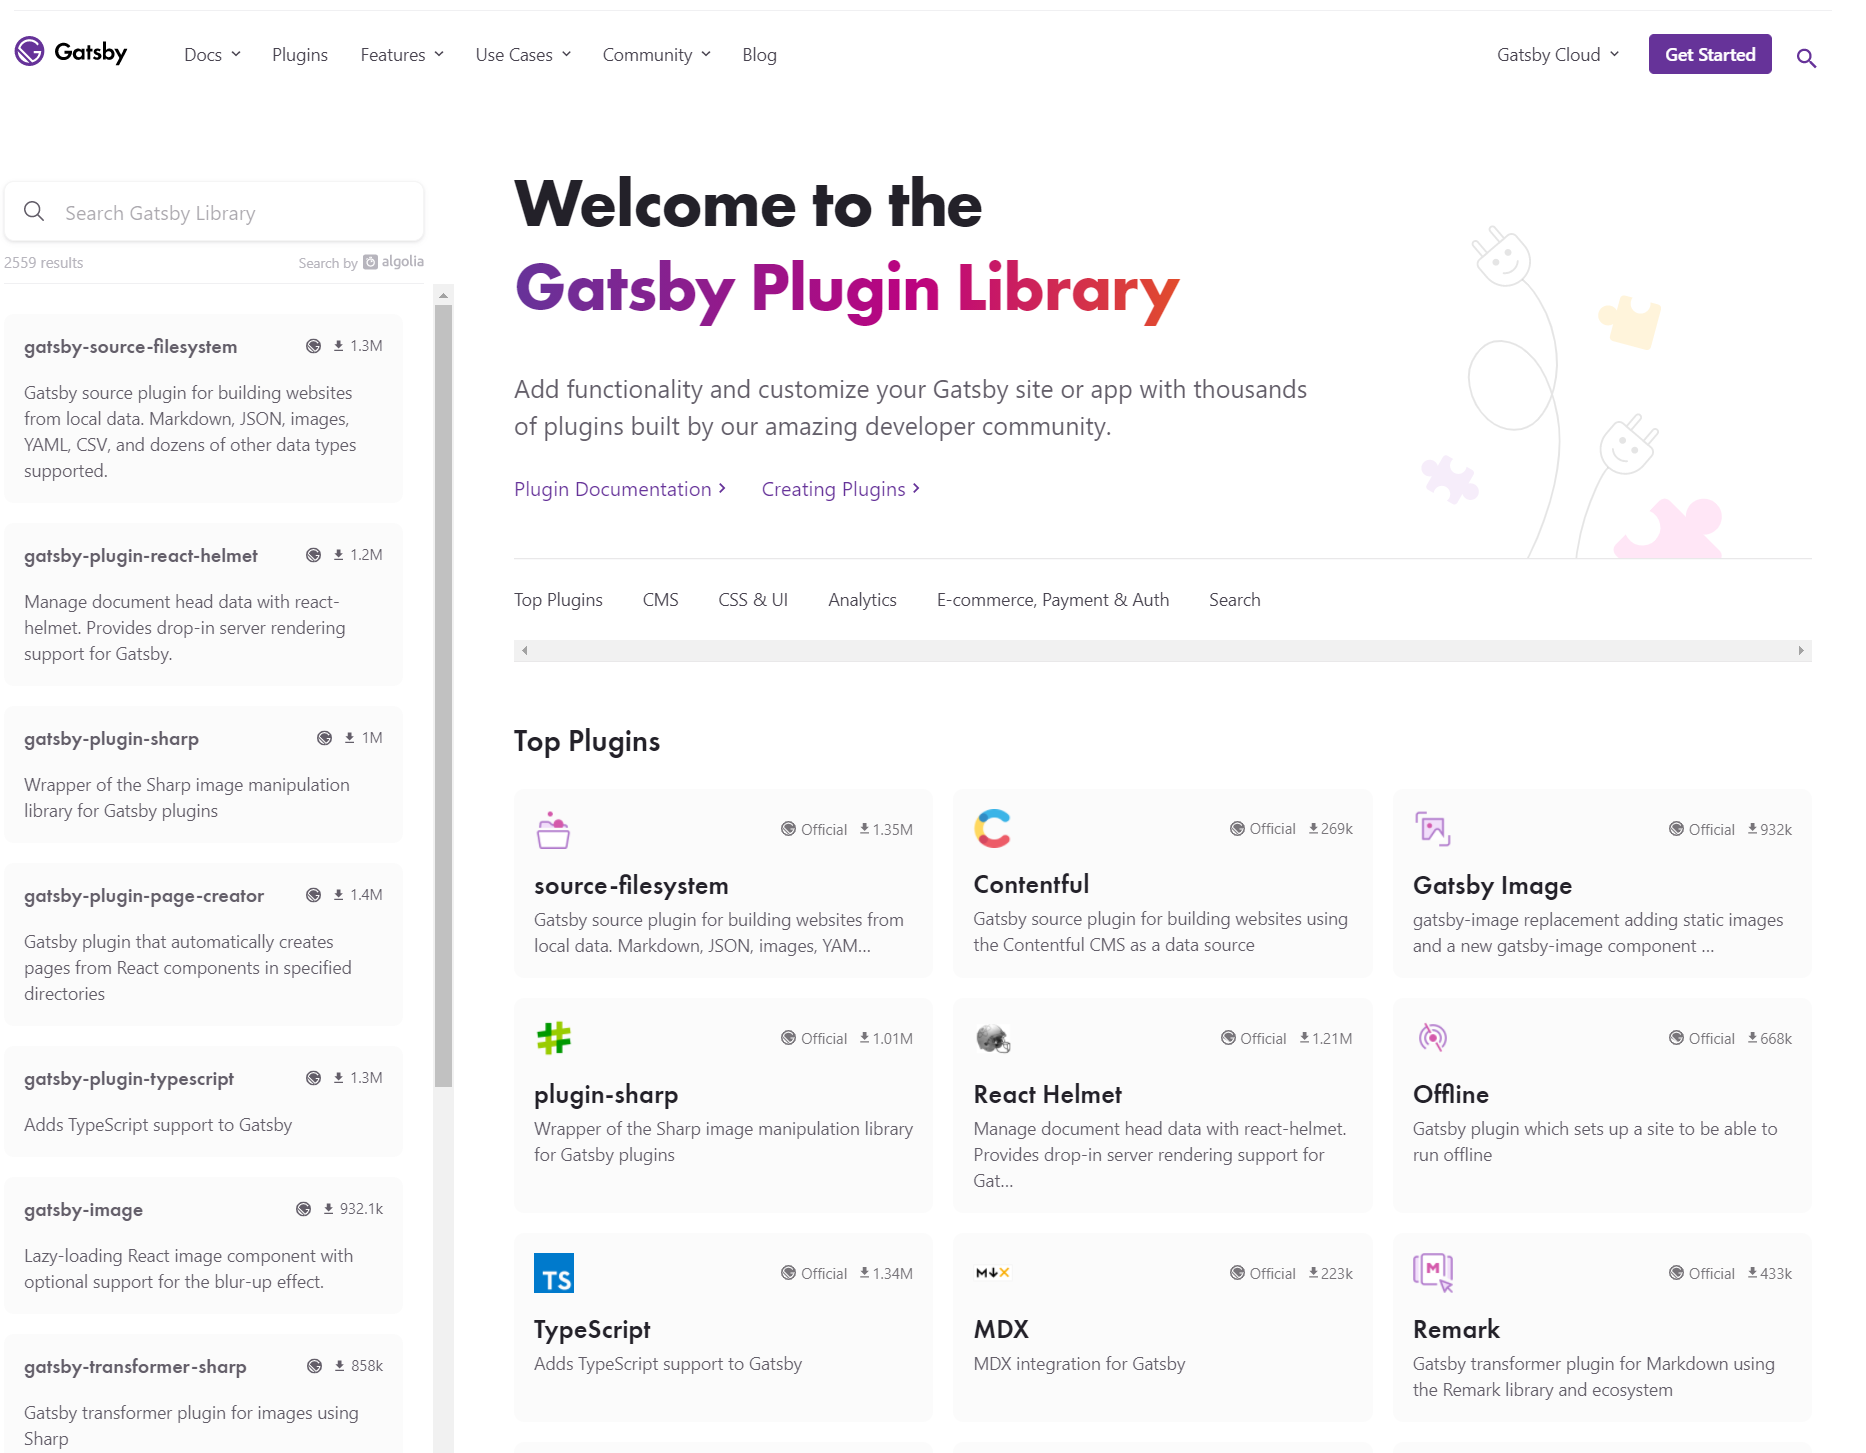 Gatsby
Docs
Plugins
Features
Use Cases
Community
Blog
Gatsby Cloud
Get Started
Search Gatsby Library
2559 results
Search by algolia
gatsby-source-filesystem 1.3M
Gatsby source plugin for building websites
from local data. Markdown, JSON, images,
YAML, CSV, and dozens of other data types
supported.
gatsby-plugin-react-helmet 1.2M
Manage document head data with react-
helmet. Provides drop-in server rendering
support for Gatsby.
gatsby-plugin-sharp 1M
Wrapper of the Sharp image manipulation
library for Gatsby plugins
gatsby-plugin-page-creator 1.4M
Gatsby plugin that automatically creates
pages from React components in specified
directories
gatsby-plugin-typescript 1.3M
Adds TypeScript support to Gatsby
gatsby-image 932.1k
Lazy-loading React image component with
optional support for the blur-up effect.
gatsby-transformer-sharp 858k
Gatsby transformer plugin for images using
Sharp
Welcome to the
Gatsby Plugin Library
Add functionality and customize your Gatsby site or app with thousands
of plugins built by our amazing developer community.
Plugin Documentation
Creating Plugins
Top Plugins
CMS
CSS & UI
Analytics
E-commerce, Payment & Auth
Search
Top Plugins
Official 1.35M
source-filesystem
Gatsby source plugin for building websites from
local data. Markdown, JSON, images, YAM...
Official 269k
Contentful
Gatsby source plugin for building websites using
the Contentful CMS as a data source
Official 932k
Gatsby Image
gatsby-image replacement adding static images
and a new gatsby-image component ...
Official 1.01M
plugin-sharp
Wrapper of the Sharp image manipulation library
for Gatsby plugins
Official 1.21M
React Helmet
Manage document head data with react-helmet.
Provides drop-in server rendering support for
Gat...
Official 668k
Offline
Gatsby plugin which sets up a site to be able to
run offline
TS
Official 1.34M
TypeScript
Adds TypeScript support to Gatsby
M↓X
Official 223k
MDX
MDX integration for Gatsby
M
Official 433k
Remark
Gatsby transformer plugin for Markdown using
the Remark library and ecosystem